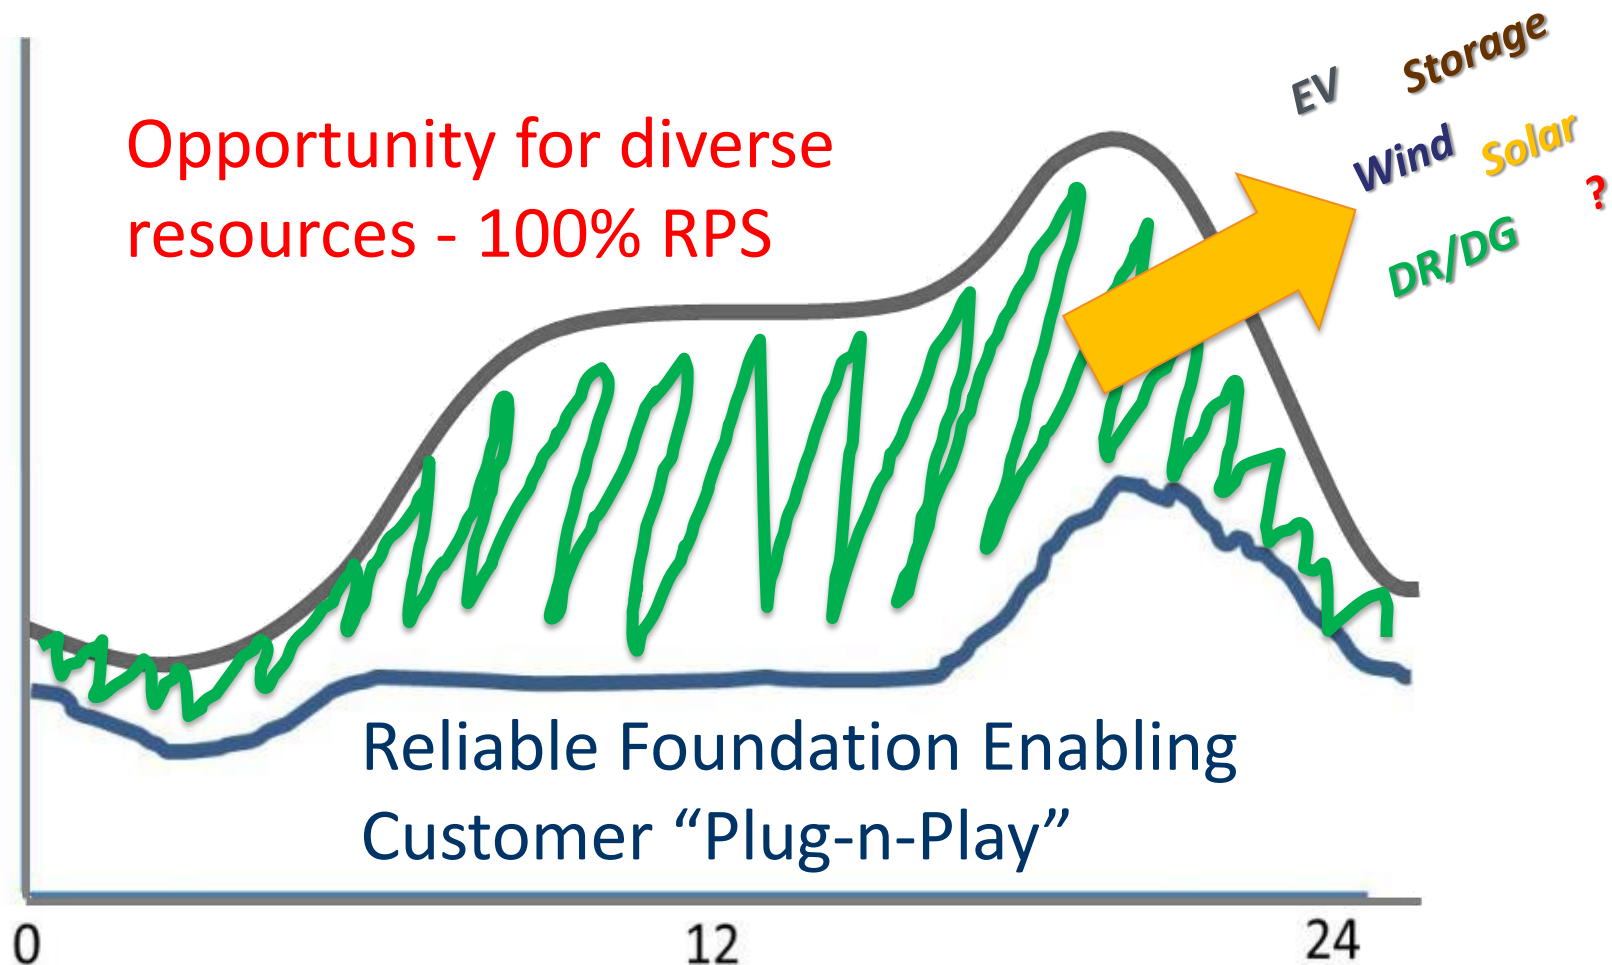 EV
Storage
Opportunity for diverse
resources - 100% RPS
Wind
Solar
?
DR/DG
Reliable Foundation Enabling
Customer “Plug-n-Play”
0
12
24